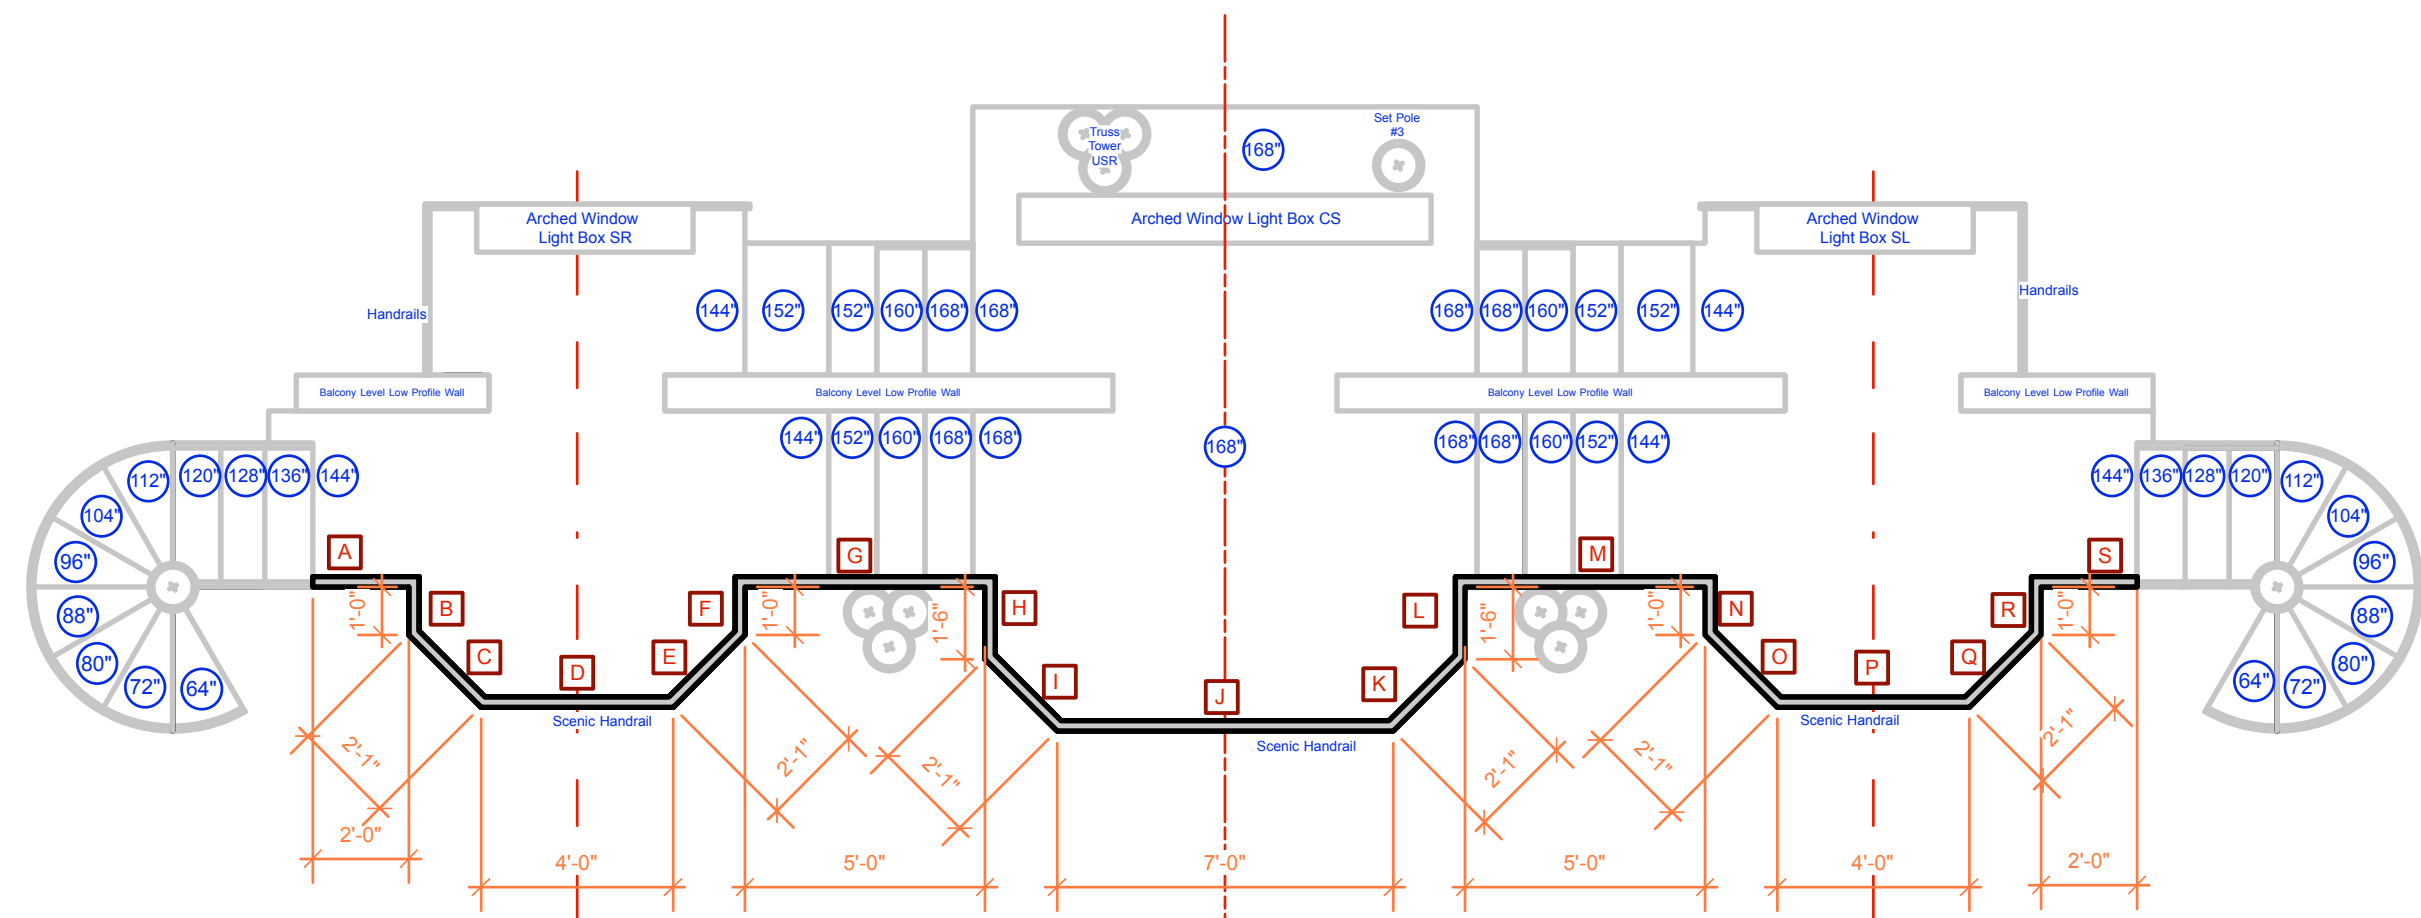 Set Pole
#3
Truss
Tower
USR
168"
Arched Window
Light Box SR
Arched Window Light Box CS
Arched Window
Light Box SL
Handrails
Handrails
144"
152"
152"
160"
168"
168"
168"
168"
160"
152"
152"
144"
Balcony Level Low Profile Wall
Balcony Level Low Profile Wall
Balcony Level Low Profile Wall
Balcony Level Low Profile Wall
144"
152"
160"
168"
168"
168"
168"
168"
160"
152"
144"
112"
120"
128"
136"
144"
144"
136"
128"
120"
112"
104"
104"
96"
96"
88"
88"
80"
80"
72"
64"
64"
72"
A
G
M
S
B
F
H
L
N
R
1'-0"
1'-0"
1'-6"
1'-6"
1'-0"
1'-0"
C
D
E
I
J
K
O
P
Q
Scenic Handrail
Scenic Handrail
Scenic Handrail
2'-1"
2'-1"
2'-1"
2'-1"
2'-1"
2'-1"
2'-0"
4'-0"
5'-0"
7'-0"
5'-0"
4'-0"
2'-0"